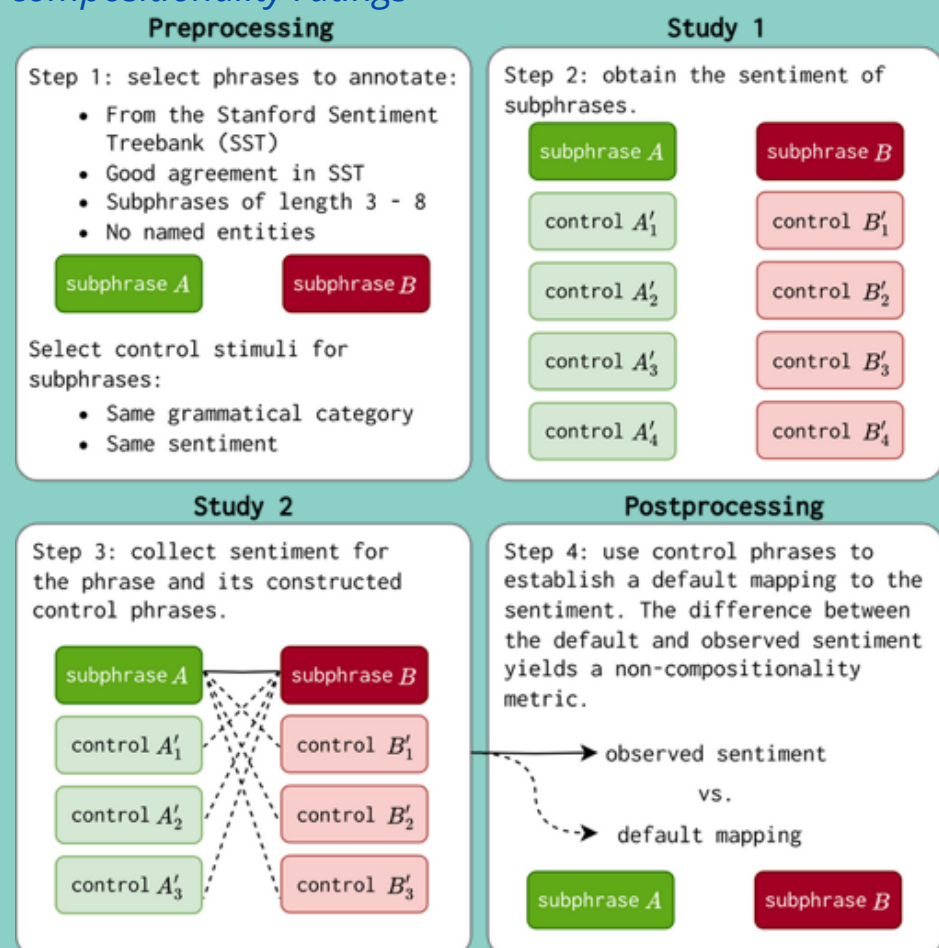 compositionality ratings
Preprocessing
Step 1: select phrases to annotate:
• From the Stanford Sentiment
Treebank (SST)
• Good agreement in SST
• Subphrases of length 3 - 8
• No named entities
subphrase A
subphrase B
Select control stimuli for
subphrases:
• Same grammatical category
• Same sentiment
Study 1
Step 2: obtain the sentiment of
subphrases.
subphrase A
subphrase B
control A′₁
control B′₁
control A′₂
control B′₂
control A′₃
control B′₃
control A′₄
control B′₄
Study 2
Step 3: collect sentiment for
the phrase and its constructed
control phrases.
subphrase A
subphrase B
control A′₁
control B′₁
control A′₂
control B′₂
control A′₃
control B′₃
Postprocessing
Step 4: use control phrases to
establish a default mapping to the
sentiment. The difference between
the default and observed sentiment
yields a non-compositionality
metric.
observed sentiment
vs.
default mapping
subphrase A
subphrase B